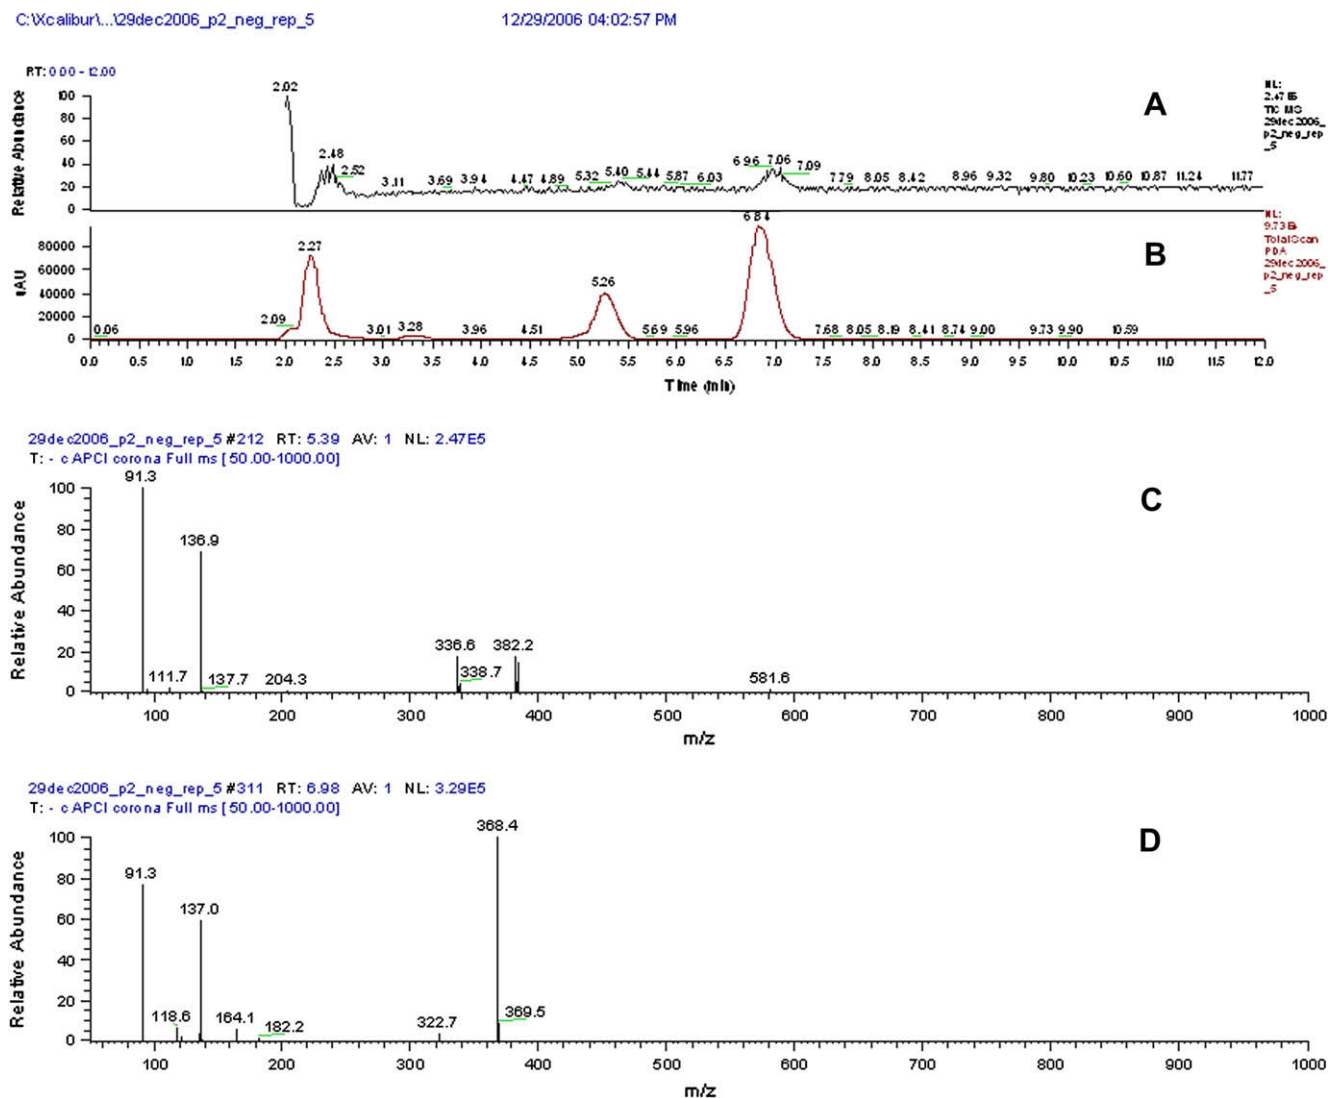 C:\Xcalibur\...\29dec2006_p2_neg_rep_5 12/29/2006 04:02:57 PM
RT: 0.00 - 12.00
2.02
100
80
60
40
20
0
Relative Abundance
2.48
2.52
3.11
3.69
3.94
4.47
4.89
5.32
5.40
5.44
5.87
6.03
6.96
7.06
7.09
7.79
8.05
8.42
8.96
9.32
9.80
10.23
10.60
10.87
11.24
11.77
A
NL:
2.47E5
TIC MS
29dec2006_
p2_neg_rep
_5
80000
60000
40000
20000
0
uAU
0.06
2.09
2.27
3.01
3.28
3.96
4.51
5.26
5.69
5.96
6.84
7.68
8.05
8.19
8.41
8.74
9.00
9.73
9.90
10.59
B
NL:
9.73E4
TotalScan
PDA
29dec2006_
p2_neg_rep
_5
0.0 0.5 1.0 1.5 2.0 2.5 3.0 3.5 4.0 4.5 5.0 5.5 6.0 6.5 7.0 7.5 8.0 8.5 9.0 9.5 10.0 10.5 11.0 11.5 12.0
Time (min)
29dec2006_p2_neg_rep_5 #212 RT: 5.39 AV: 1 NL: 2.47E5
T: - c APCI corona Full ms [50.00-1000.00]
91.3
100
80
60
40
20
0
Relative Abundance
136.9
111.7
137.7
204.3
336.6
338.7
382.2
581.6
C
100 200 300 400 500 600 700 800 900 1000
m/z
29dec2006_p2_neg_rep_5 #311 RT: 6.98 AV: 1 NL: 3.29E5
T: - c APCI corona Full ms [50.00-1000.00]
368.4
100
80
60
40
20
0
Relative Abundance
91.3
137.0
118.6
164.1
182.2
322.7
369.5
D
100 200 300 400 500 600 700 800 900 1000
m/z